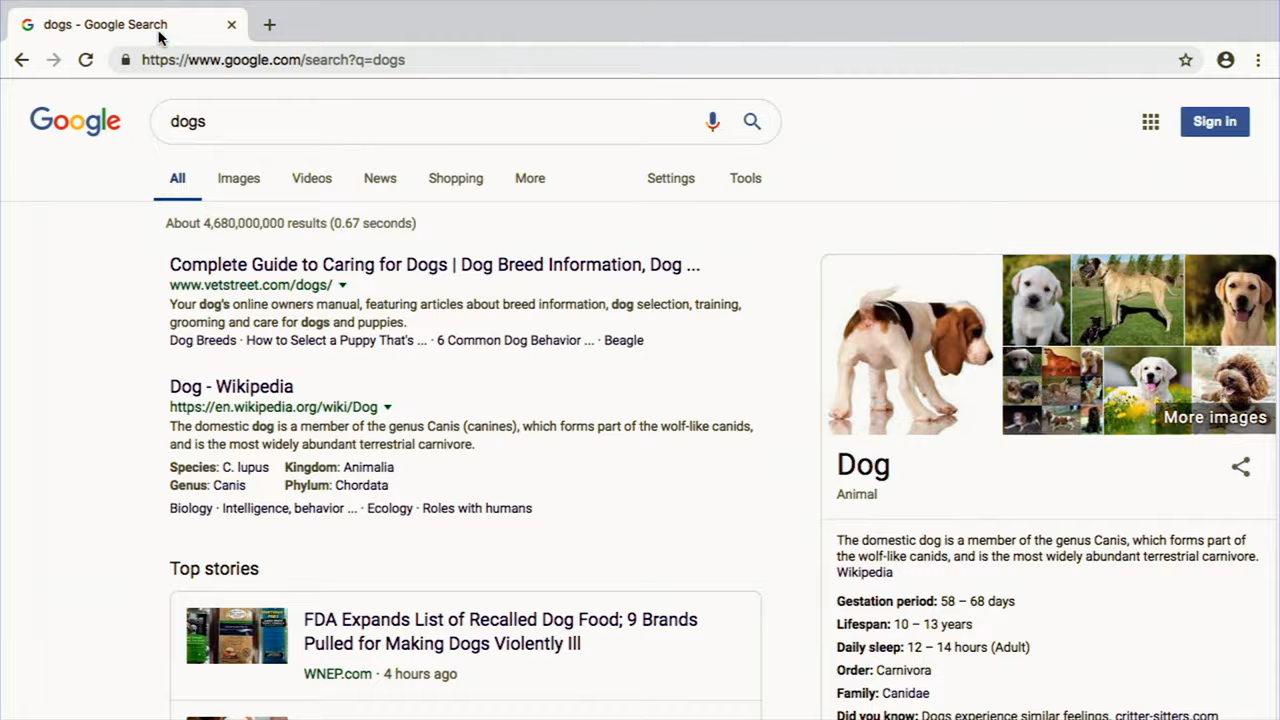 dogs - Google Search
https://www.google.com/search?q=dogs
Google
dogs
Sign in
All Images Videos News Shopping More Settings Tools
About 4,680,000,000 results (0.67 seconds)
Complete Guide to Caring for Dogs | Dog Breed Information, Dog ...
www.vetstreet.com/dogs/
Your dog's online owners manual, featuring articles about breed information, dog selection, training,
grooming and care for dogs and puppies.
Dog Breeds · How to Select a Puppy That's ... · 6 Common Dog Behavior ... · Beagle
Dog - Wikipedia
https://en.wikipedia.org/wiki/Dog
The domestic dog is a member of the genus Canis (canines), which forms part of the wolf-like canids,
and is the most widely abundant terrestrial carnivore.
Species: C. lupus Kingdom: Animalia
Genus: Canis Phylum: Chordata
Biology · Intelligence, behavior ... · Ecology · Roles with humans
Top stories
FDA Expands List of Recalled Dog Food; 9 Brands
Pulled for Making Dogs Violently Ill
WNEP.com · 4 hours ago
More images
Dog
Animal
The domestic dog is a member of the genus Canis, which forms part of
the wolf-like canids, and is the most widely abundant terrestrial carnivore.
Wikipedia
Gestation period: 58 – 68 days
Lifespan: 10 – 13 years
Daily sleep: 12 – 14 hours (Adult)
Order: Carnivora
Family: Canidae
Did you know: Dogs experience similar feelings. critter-sitters.com